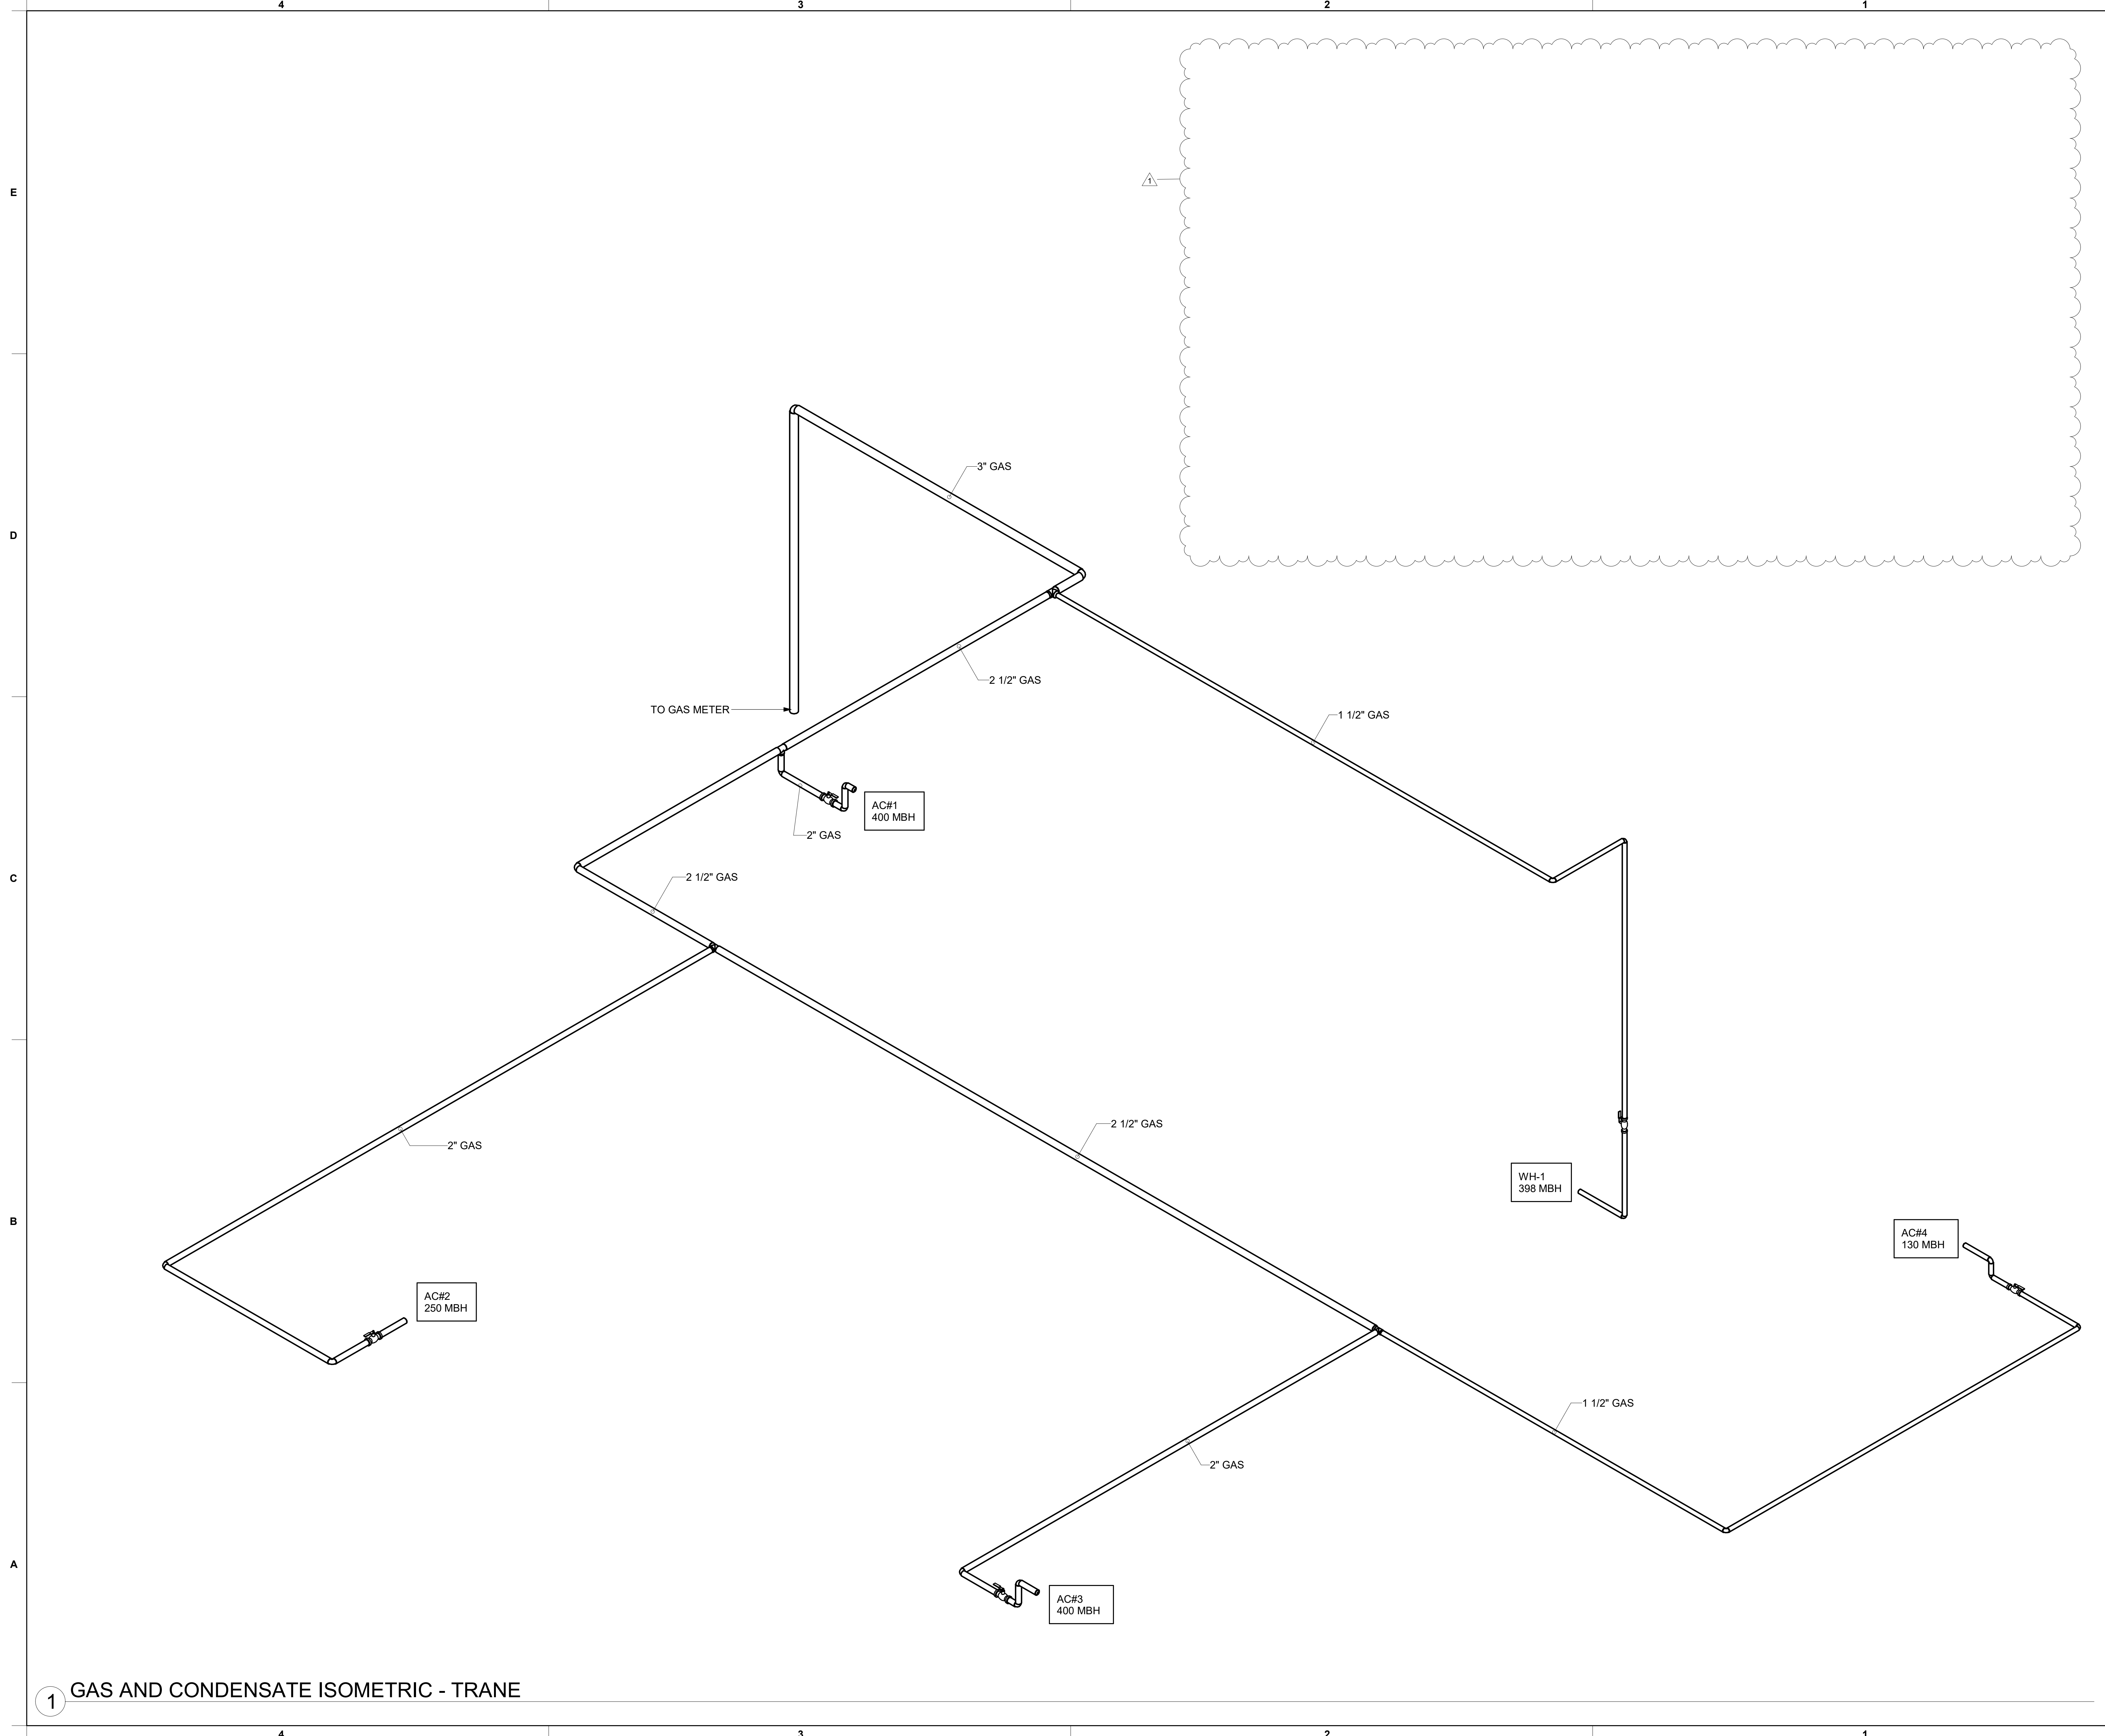 4 3 2 1
E
1
3" GAS
D
2 1/2" GAS
TO GAS METER
1 1/2" GAS
AC#1
400 MBH
2" GAS
C
2 1/2" GAS
2 1/2" GAS
2" GAS
WH-1
398 MBH
B
AC#4
130 MBH
AC#2
250 MBH
1 1/2" GAS
2" GAS
A
AC#3
400 MBH
1 GAS AND CONDENSATE ISOMETRIC - TRANE
4 3 2 1